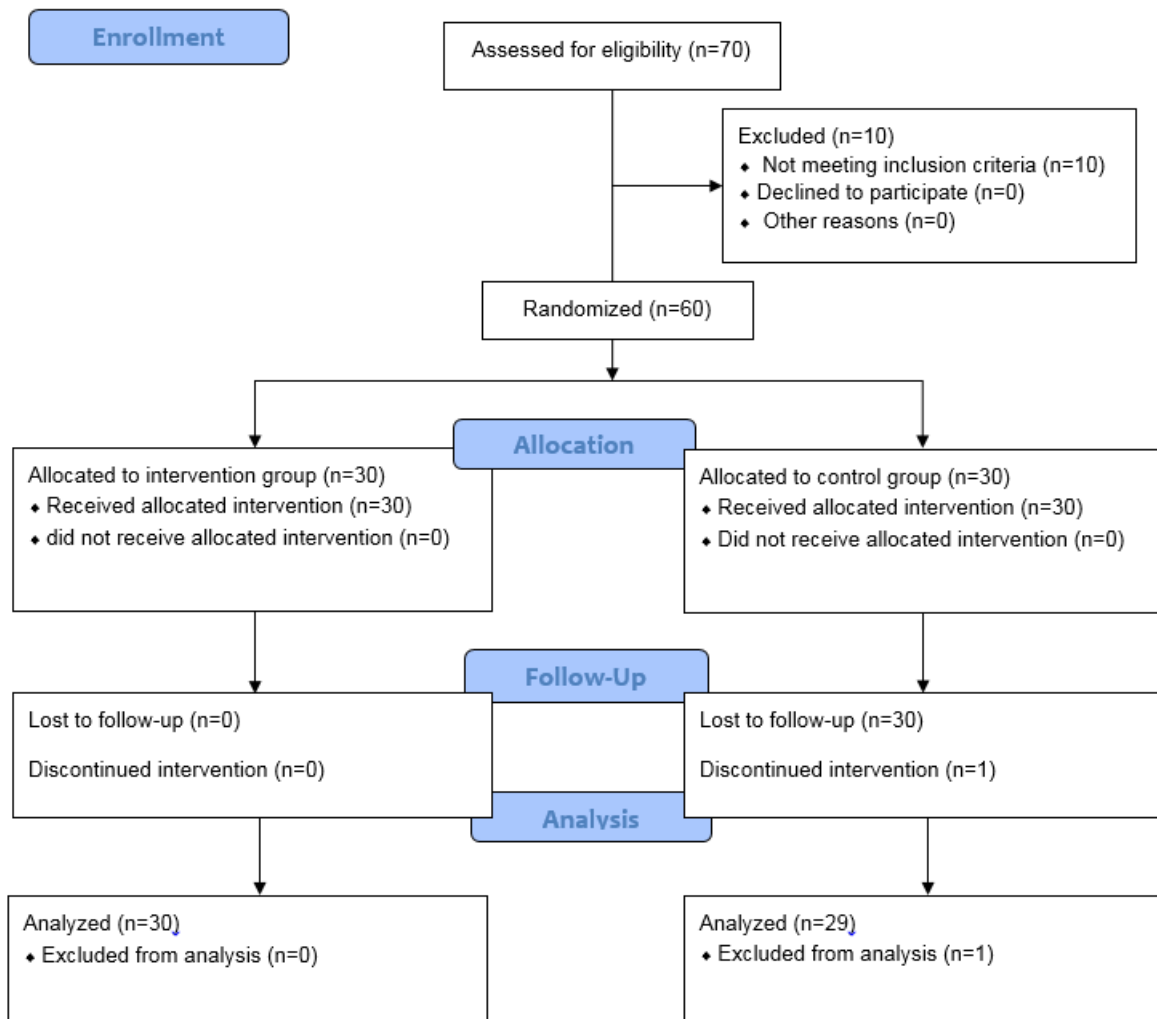 Enrollment
Assessed for eligibility (n=70)
Excluded (n=10)
⬥ Not meeting inclusion criteria (n=10)
⬥ Declined to participate (n=0)
⬥ Other reasons (n=0)
Randomized (n=60)
Allocation
Allocated to intervention group (n=30)
⬥ Received allocated intervention (n=30)
⬥ did not receive allocated intervention (n=0)
Allocated to control group (n=30)
⬥ Received allocated intervention (n=30)
⬥ Did not receive allocated intervention (n=0)
Follow-Up
Lost to follow-up (n=0)
Discontinued intervention (n=0)
Lost to follow-up (n=30)
Discontinued intervention (n=1)
Analysis
Analyzed (n=30)
⬥ Excluded from analysis (n=0)
Analyzed (n=29)
⬥ Excluded from analysis (n=1)